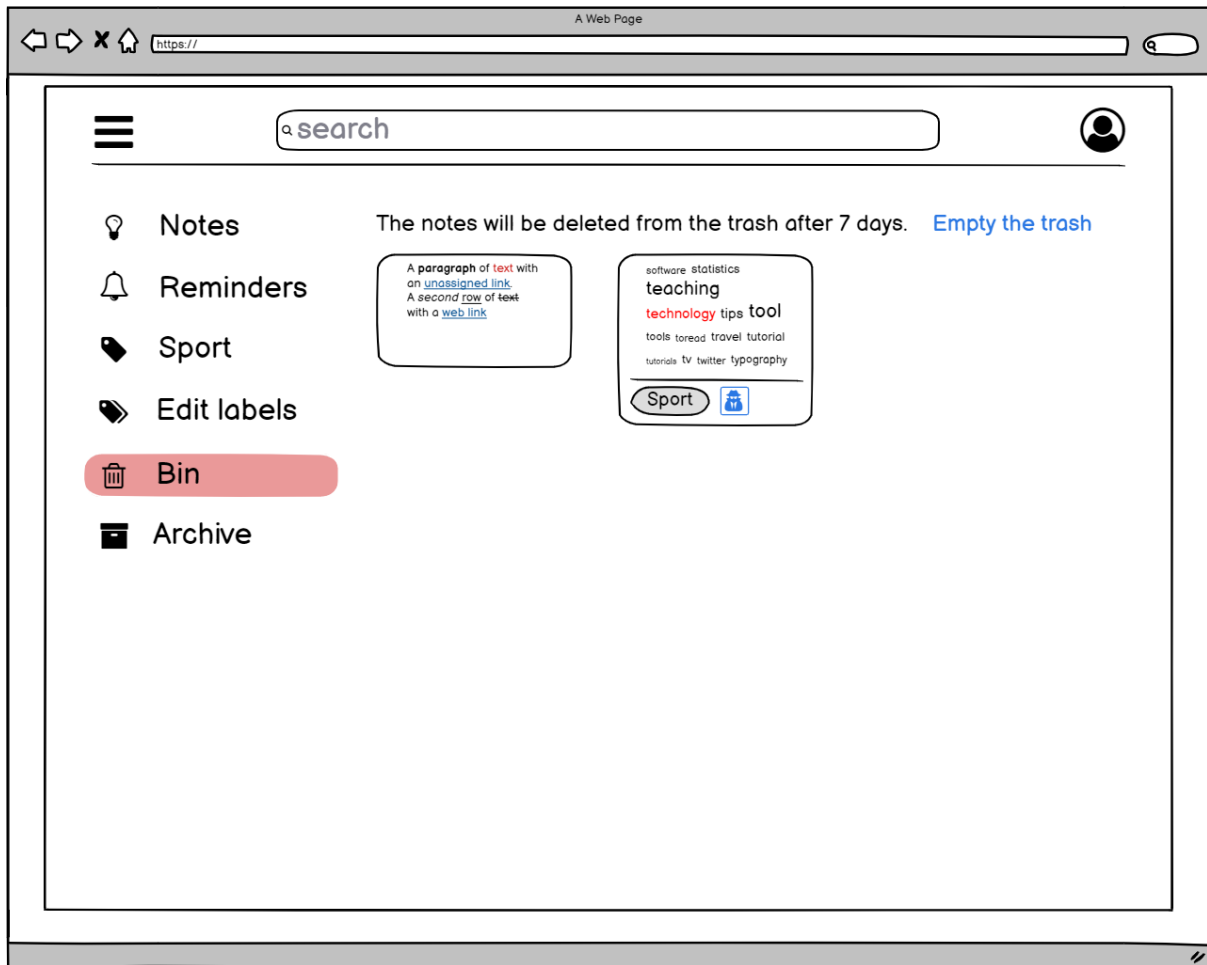 A Web Page
https://
search
Notes
Reminders
Sport
Edit labels
Bin
Archive
The notes will be deleted from the trash after 7 days. Empty the trash
A paragraph of text with
an unassigned link.
A second row of text
with a web link
software statistics
teaching
technology tips tool
tools toread travel tutorial
tutorials tv twitter typography
Sport